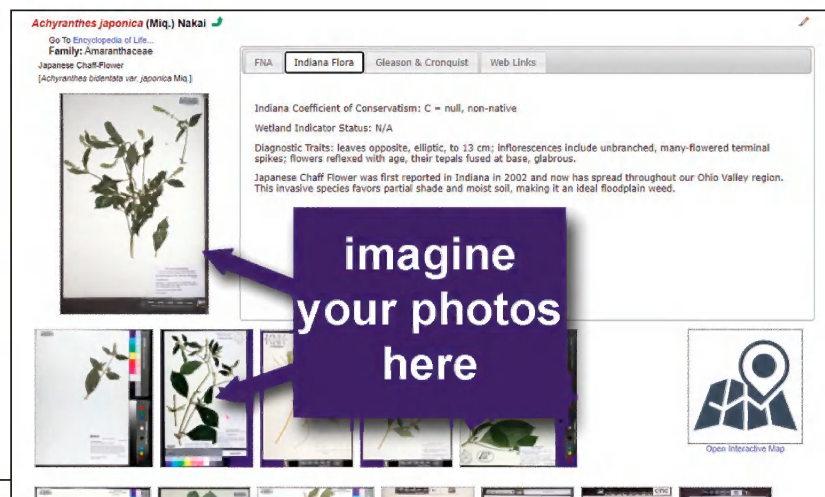 Achyranthes japonica (Miq.) Nakai
Go To Encyclopedia of Life...
Family: Amaranthaceae
Japanese Chaff-Flower
[Achyranthes bidentata var. japonica Miq.]
FNA
Indiana Flora
Gleason & Cronquist
Web Links
Indiana Coefficient of Conservatism: C = null, non-native
Wetland Indicator Status: N/A
Diagnostic Traits: leaves opposite, elliptic, to 13 cm; inflorescences include unbranched, many-flowered terminal
spikes; flowers reflexed with age, their tepals fused at base, glabrous.
Japanese Chaff Flower was first reported in Indiana in 2002 and now has spread throughout our Ohio Valley region.
This invasive species favors partial shade and moist soil, making it an ideal floodplain weed.
imagine
your photos
here
Open Interactive Map